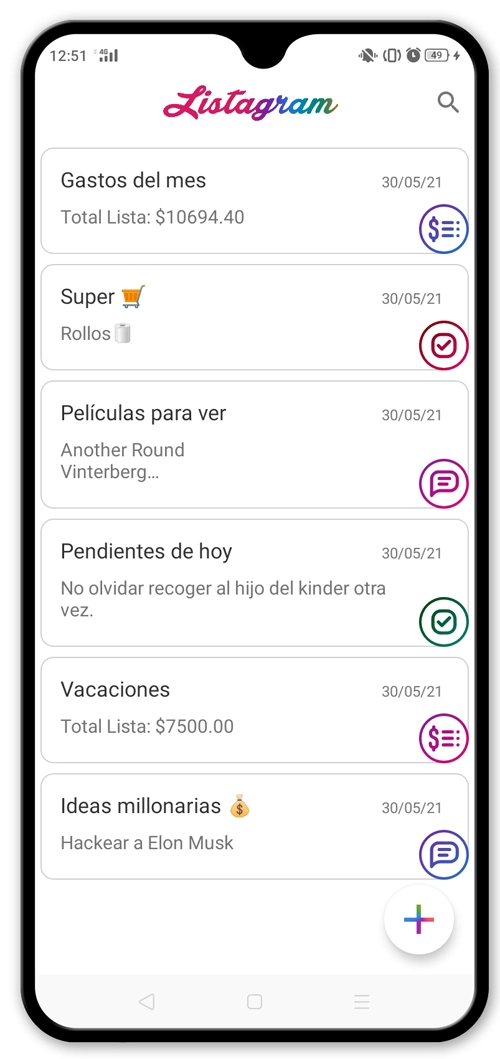 12:51 4G 49
Listagram
Gastos del mes 30/05/21
Total Lista: $10694.40
Super 🛒 30/05/21
Rollos🧻
Películas para ver 30/05/21
Another Round
Vinterberg...
Pendientes de hoy 30/05/21
No olvidar recoger al hijo del kinder otra
vez.
Vacaciones 30/05/21
Total Lista: $7500.00
Ideas millonarias 💰 30/05/21
Hackear a Elon Musk